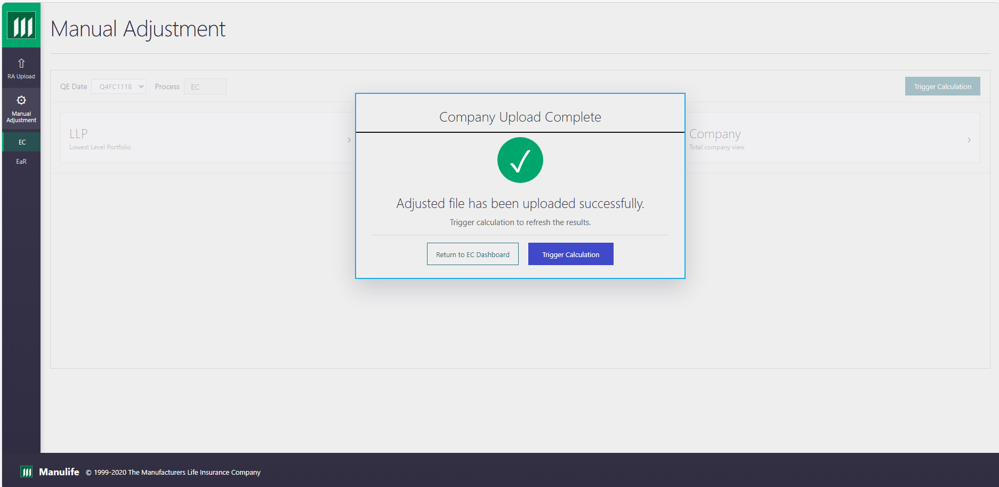 Manual Adjustment
RA Upload
Manual
Adjustment
EC
EaR
QE Date Q4FC1118 Process EC Trigger Calculation
LLP
Lowest Level Portfolio
Company
Total company view
Company Upload Complete
Adjusted file has been uploaded successfully.
Trigger calculation to refresh the results.
Return to EC Dashboard Trigger Calculation
Manulife © 1999-2020 The Manufacturers Life Insurance Company